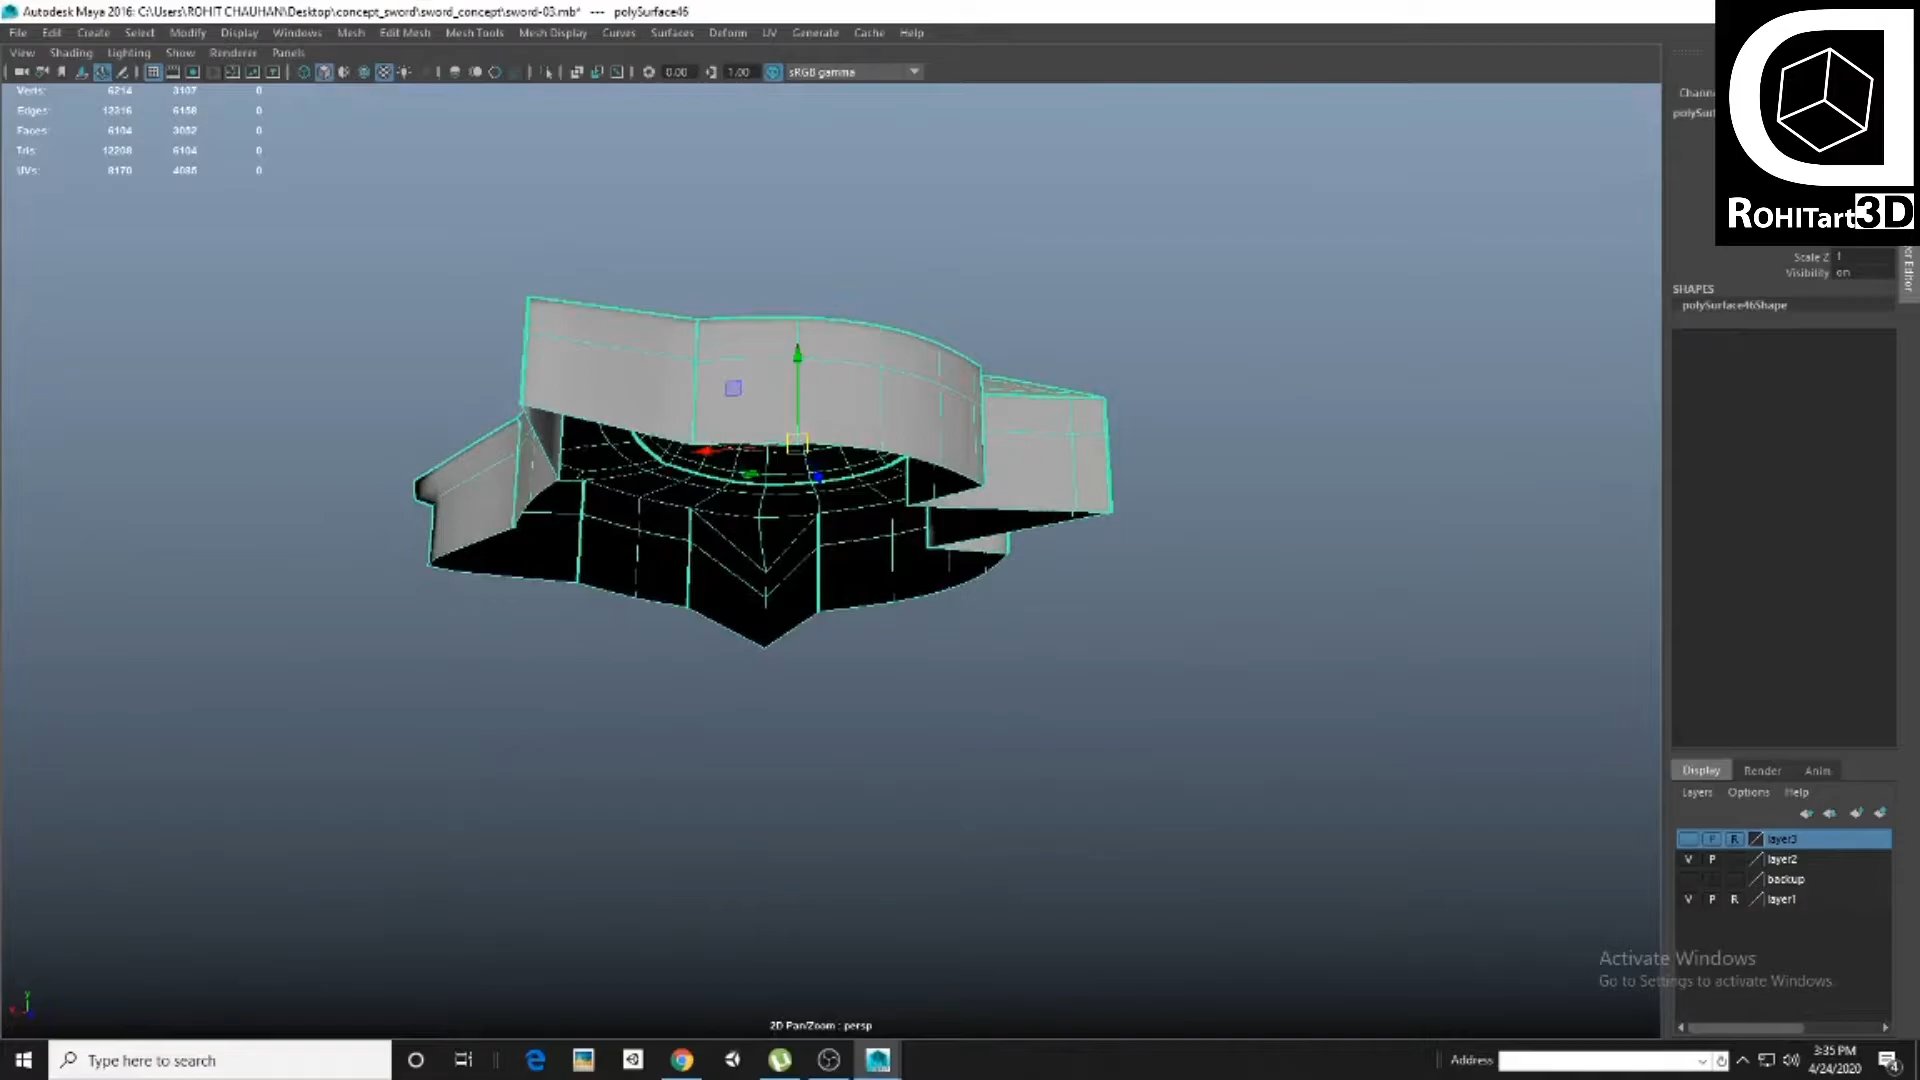 Autodesk Maya 2016: C:\Users\ROHIT CHAUHAN\Desktop\concept_sword\sword_concept\sword-03.mb* --- polySurface46
File Edit Create Select Modify Display Windows Mesh Edit Mesh Mesh Tools Mesh Display Curves Surfaces Deform UV Generate Cache Help
View Shading Lighting Show Renderer Panels
0.00 1.00 sRGB gamma
Verts: 6214 3107 0
Edges: 12316 6158 0
Faces: 6104 3052 0
Tris: 12208 6104 0
UVs: 8170 4085 0
Chann
polySur
ROHITart3D
Scale Z 1
Visibility on
SHAPES
polySurface46Shape
Display Render Anim
Layers Options Help
R layer3
V P layer2
backup
V P R layer1
Activate Windows
Go to Settings to activate Windows.
2D Pan/Zoom : persp
Type here to search
Address
3:35 PM
4/24/2020
4